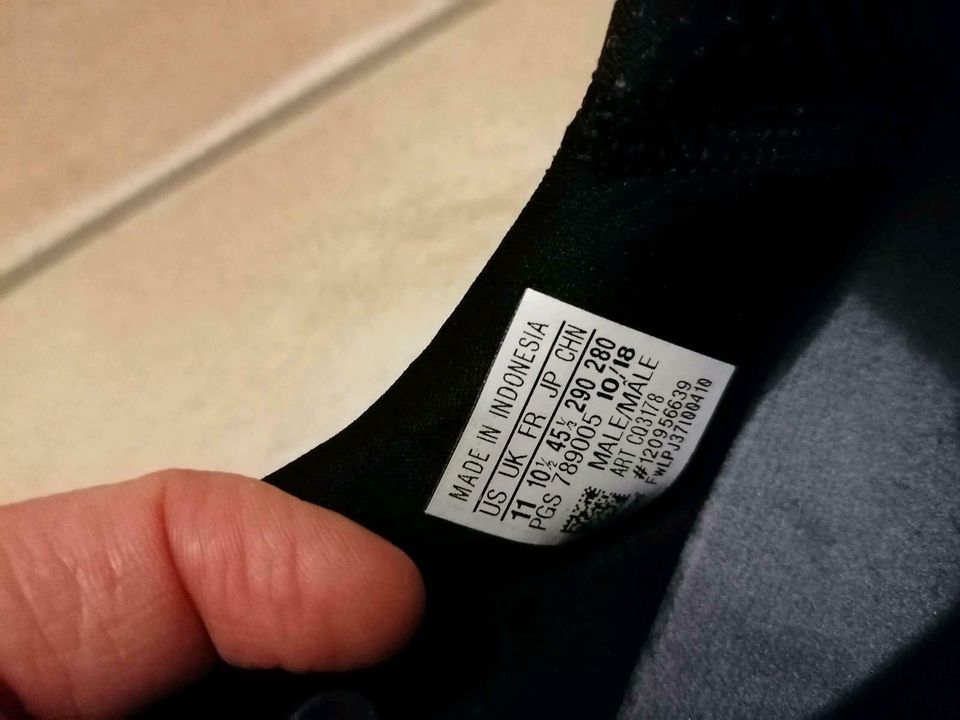 MADE IN INDONESIA
US UK FR JP CHN
11 10½ 45⅓ 290 280
PGS 789005 10/18
MALE/MÂLE
ART CQ3178
#120956639
FWLPJ37I00410